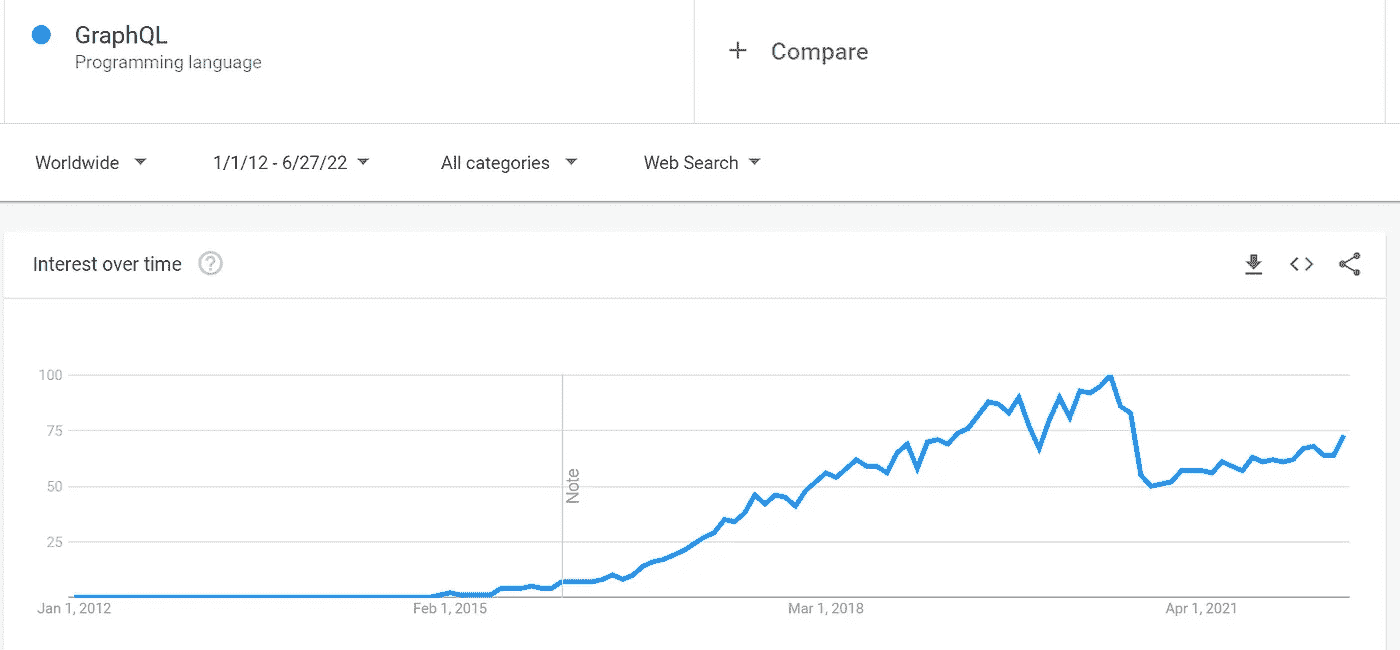 GraphQL
Programming language
+ Compare
Worldwide
1/1/12 - 6/27/22
All categories
Web Search
Interest over time ?
100
75
50
25
Note
Jan 1, 2012
Feb 1, 2015
Mar 1, 2018
Apr 1, 2021